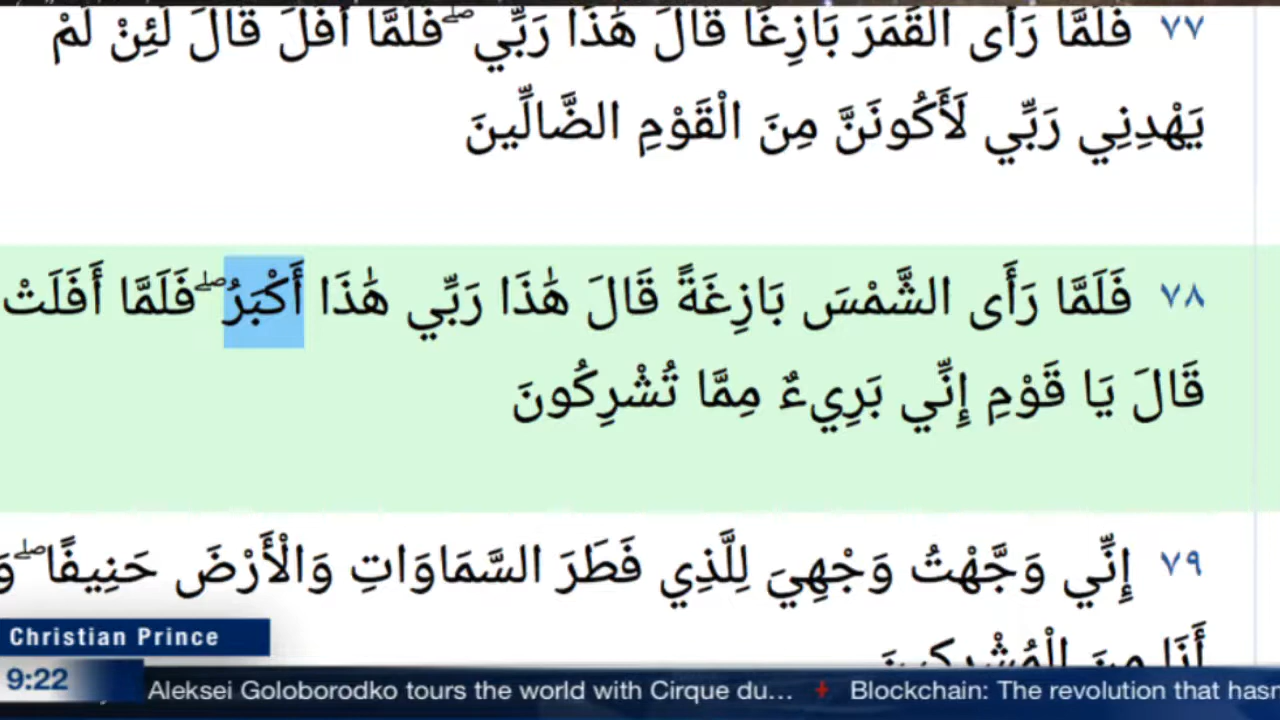 ٧٧ فَلَمَّا رَأَى الْقَمَرَ بَازِغًا قَالَ هَٰذَا رَبِّي ۖ فَلَمَّا أَفَلَ قَالَ لَئِنْ لَمْ
يَهْدِنِي رَبِّي لَأَكُونَنَّ مِنَ الْقَوْمِ الضَّالِّينَ
٧٨ فَلَمَّا رَأَى الشَّمْسَ بَازِغَةً قَالَ هَٰذَا رَبِّي هَٰذَا أَكْبَرُ ۖ فَلَمَّا أَفَلَتْ
قَالَ يَا قَوْمِ إِنِّي بَرِيءٌ مِمَّا تُشْرِكُونَ
٧٩ إِنِّي وَجَّهْتُ وَجْهِيَ لِلَّذِي فَطَرَ السَّمَاوَاتِ وَالْأَرْضَ حَنِيفًا ۖ وَ
أَنَا مِنَ الْمُشْرِكِينَ
Christian Prince
9:22
Aleksei Goloborodko tours the world with Cirque du... + Blockchain: The revolution that hasn